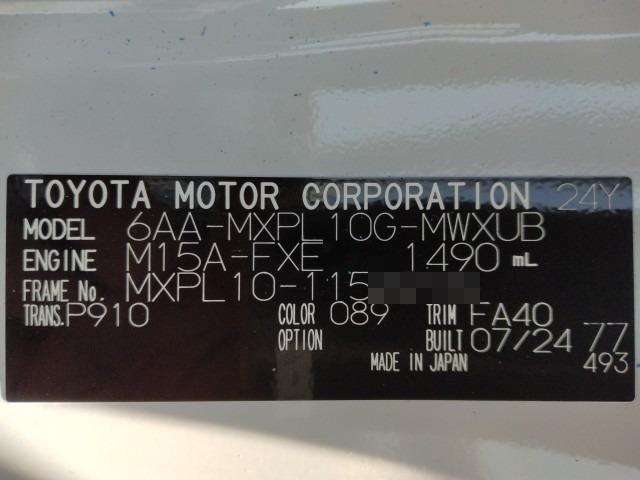 TOYOTA MOTOR CORPORATION 24Y
MODEL 6AA-MXPL10G-MWXUB
ENGINE M15A-FXE 1490 mL
FRAME No. MXPL10-115
TRANS. P910 COLOR 089 TRIM FA40
OPTION BUILT 07/24 77
MADE IN JAPAN 493